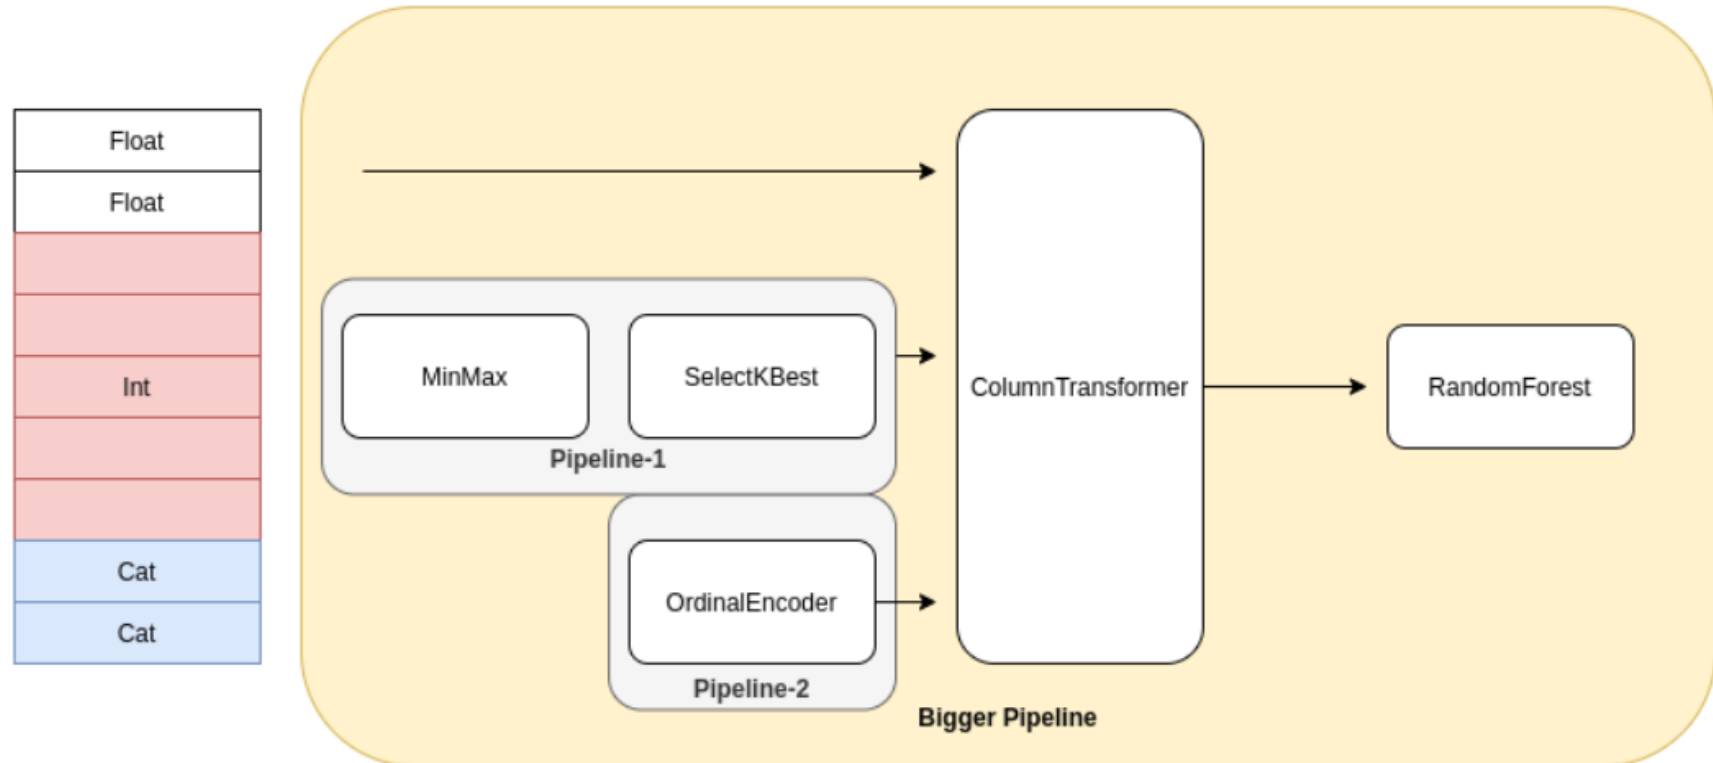 Float
Float
Int
Cat
Cat
MinMax
SelectKBest
Pipeline-1
OrdinalEncoder
Pipeline-2
ColumnTransformer
RandomForest
Bigger Pipeline